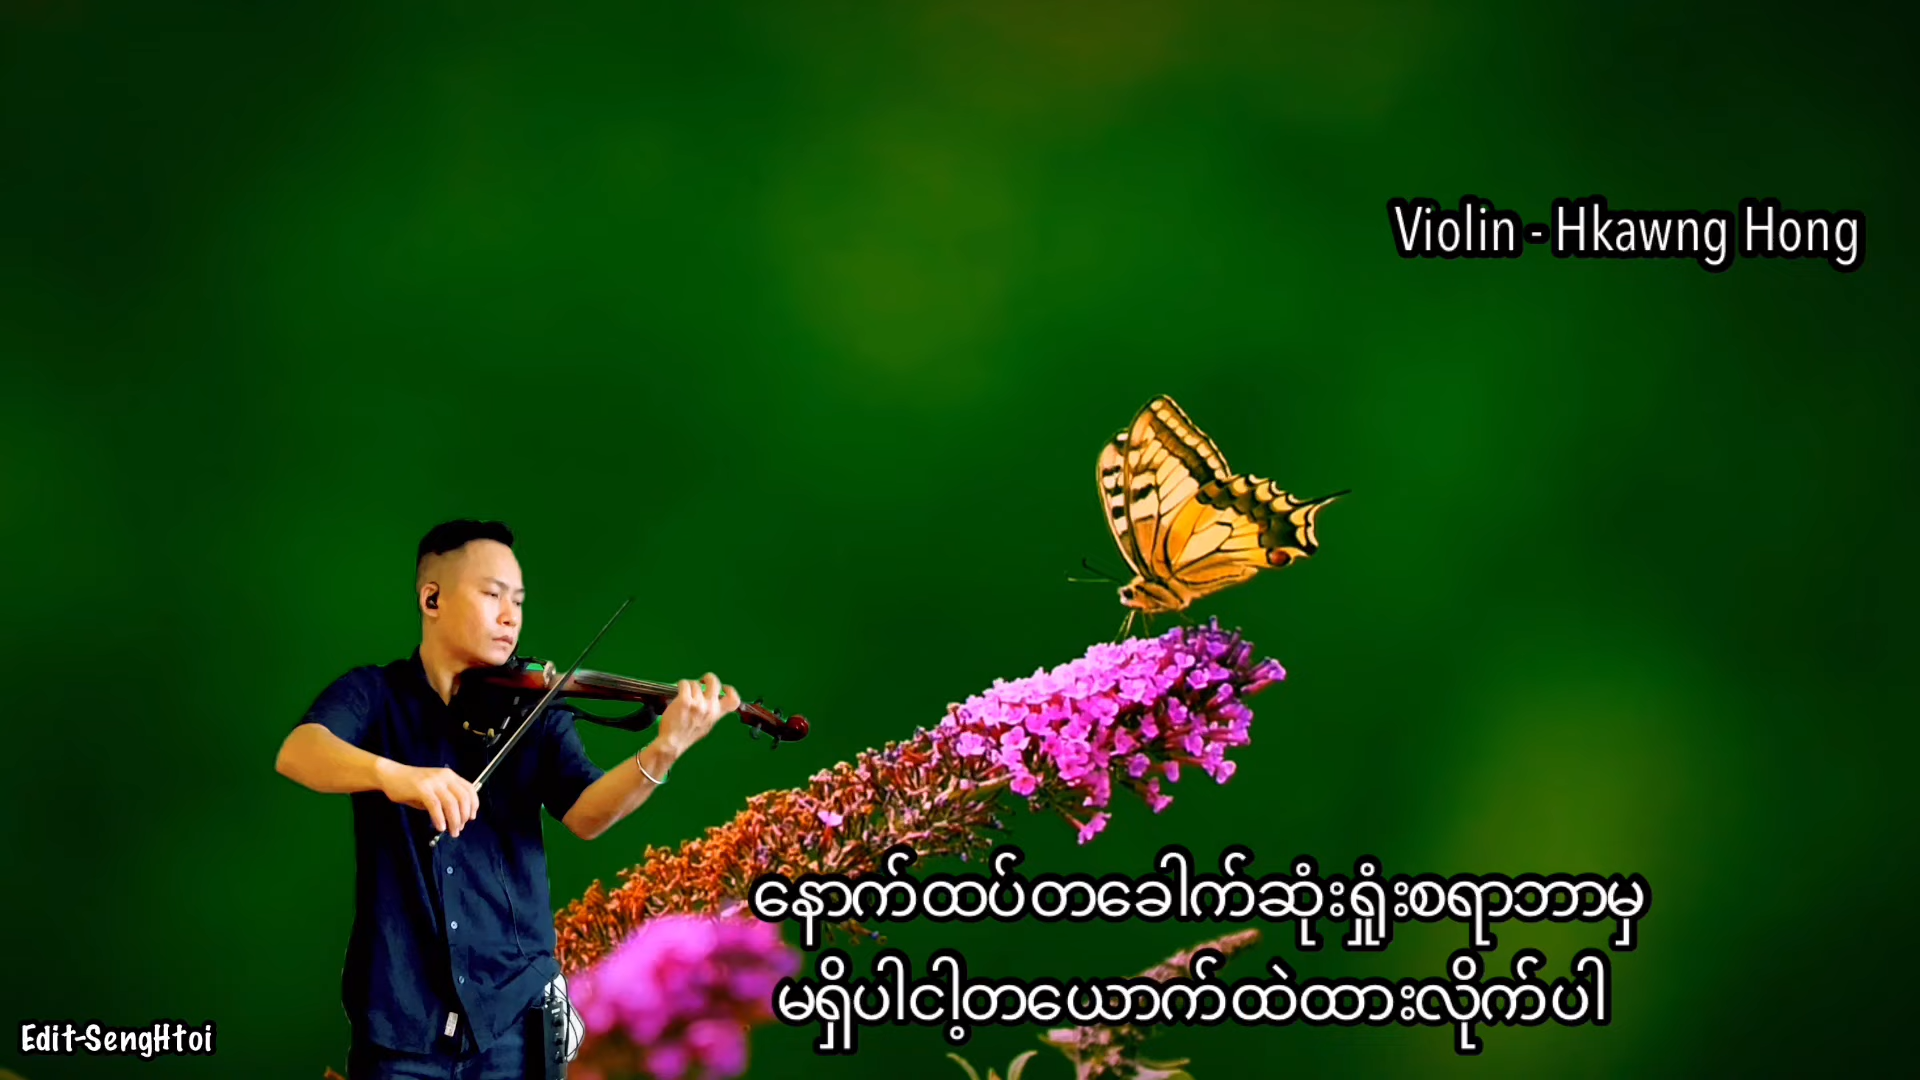 Violin - Hkawng Hong
နောက်ထပ်တခေါက်ဆုံးရှုံးစရာဘာမှ
မရှိပါငါ့တယောက်ထဲထားလိုက်ပါ
Edit-SengHtoi